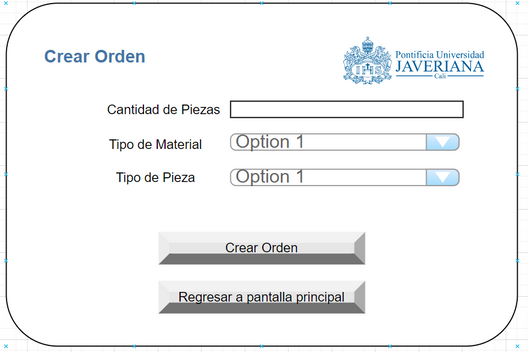 Crear Orden
Pontificia Universidad
JAVERIANA
Cali
Cantidad de Piezas
Tipo de Material
Option 1
Tipo de Pieza
Option 1
Crear Orden
Regresar a pantalla principal